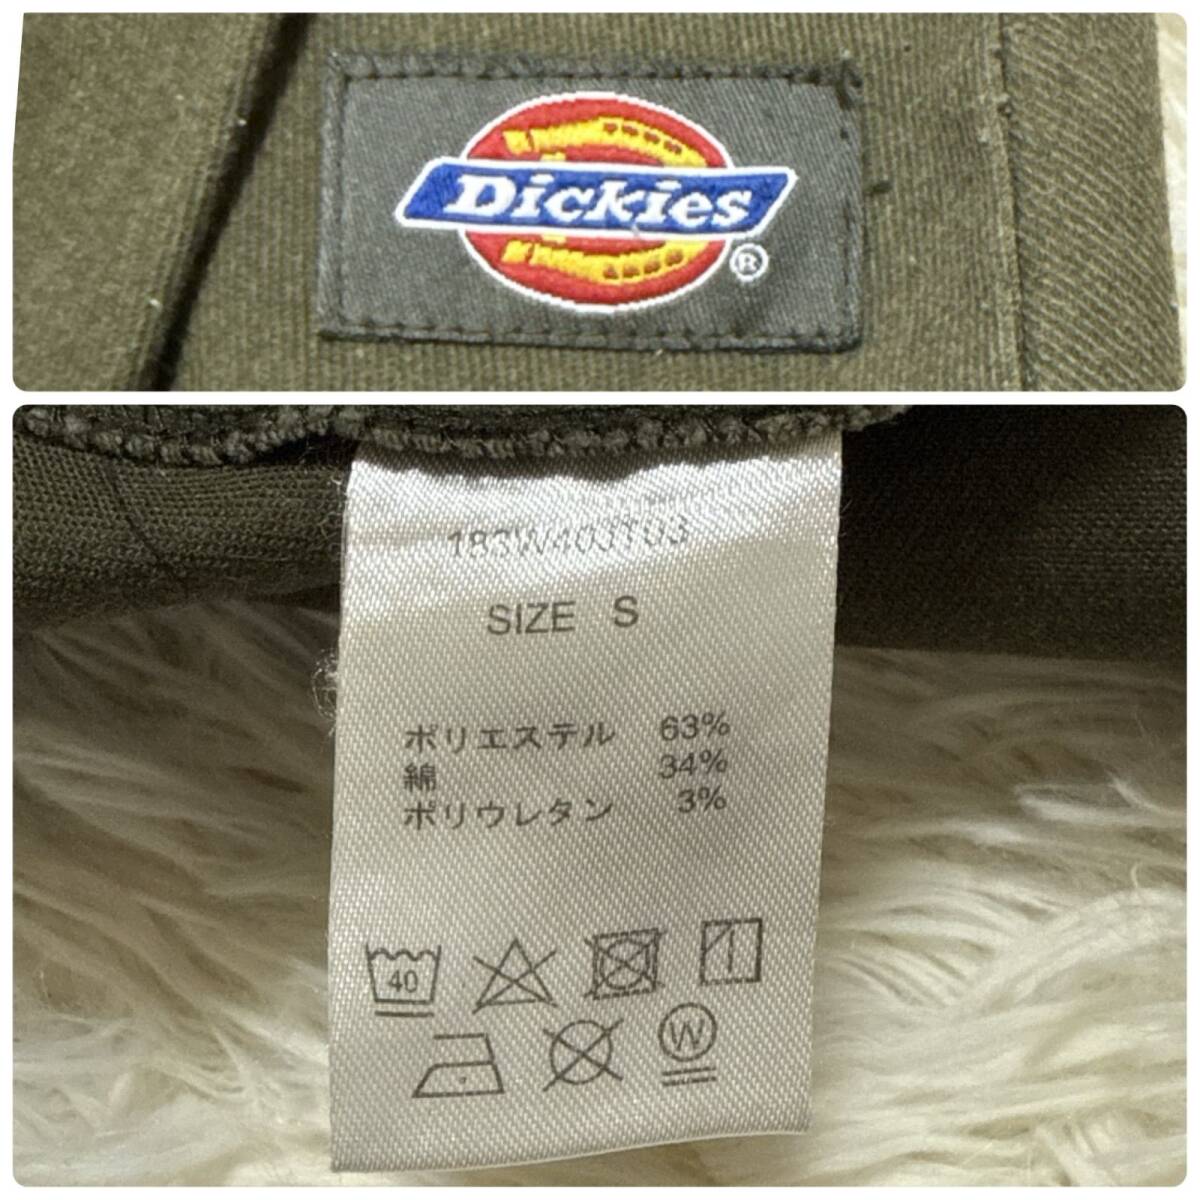 Dickies
®
183W40JT03
SIZE S
ポリエステル 63%
綿 34%
ポリウレタン 3%
40
W